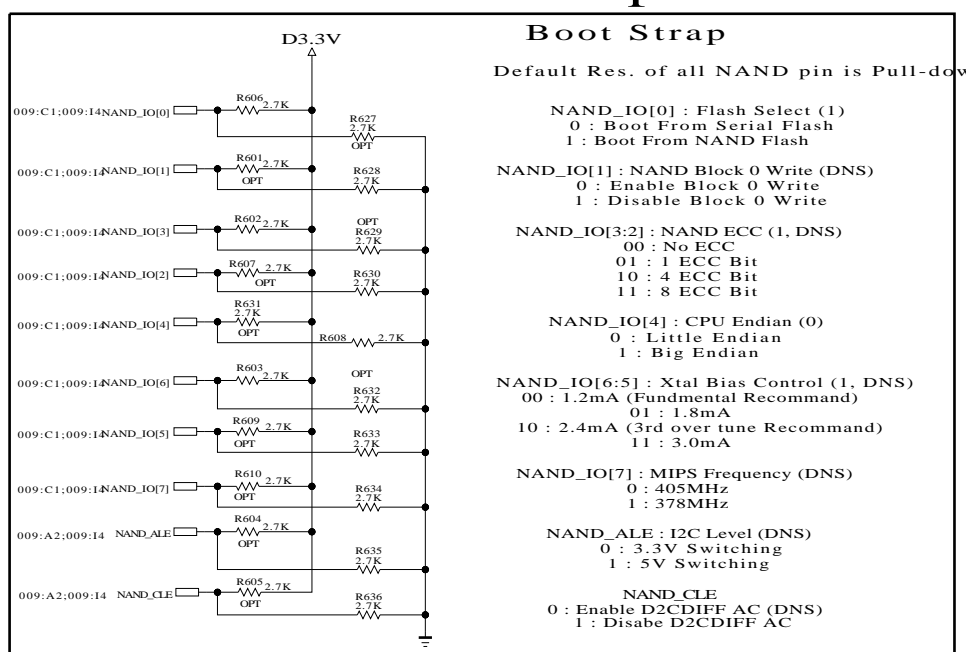 Boot Strap
D3.3V
Default Res. of all NAND pin is Pull-dow
009:C1;009:I4 NAND_IO[0]
R606 2.7K
R627
2.7K
OPT
009:C1;009:I4 NAND_IO[1]
R601 2.7K
OPT
R628
2.7K
009:C1;009:I4 NAND_IO[3]
R602 2.7K
OPT
R629
2.7K
009:C1;009:I4 NAND_IO[2]
R607 2.7K
OPT
R630
2.7K
009:C1;009:I4 NAND_IO[4]
R631
2.7K
OPT
R608 2.7K
009:C1;009:I4 NAND_IO[6]
R603 2.7K
OPT
R632
2.7K
009:C1;009:I4 NAND_IO[5]
R609 2.7K
OPT
R633
2.7K
009:C1;009:I4 NAND_IO[7]
R610 2.7K
OPT
R634
2.7K
009:A2;009:I4 NAND_ALE
R604 2.7K
OPT
R635
2.7K
009:A2;009:I4 NAND_CLE
R605 2.7K
OPT
R636
2.7K
NAND_IO[0] : Flash Select (1)
0 : Boot From Serial Flash
1 : Boot From NAND Flash
NAND_IO[1] : NAND Block 0 Write (DNS)
0 : Enable Block 0 Write
1 : Disable Block 0 Write
NAND_IO[3:2] : NAND ECC (1, DNS)
00 : No ECC
01 : 1 ECC Bit
10 : 4 ECC Bit
11 : 8 ECC Bit
NAND_IO[4] : CPU Endian (0)
0 : Little Endian
1 : Big Endian
NAND_IO[6:5] : Xtal Bias Control (1, DNS)
00 : 1.2mA (Fundmental Recommand)
01 : 1.8mA
10 : 2.4mA (3rd over tune Recommand)
11 : 3.0mA
NAND_IO[7] : MIPS Frequency (DNS)
0 : 405MHz
1 : 378MHz
NAND_ALE : I2C Level (DNS)
0 : 3.3V Switching
1 : 5V Switching
NAND_CLE
0 : Enable D2CDIFF AC (DNS)
1 : Disabe D2CDIFF AC